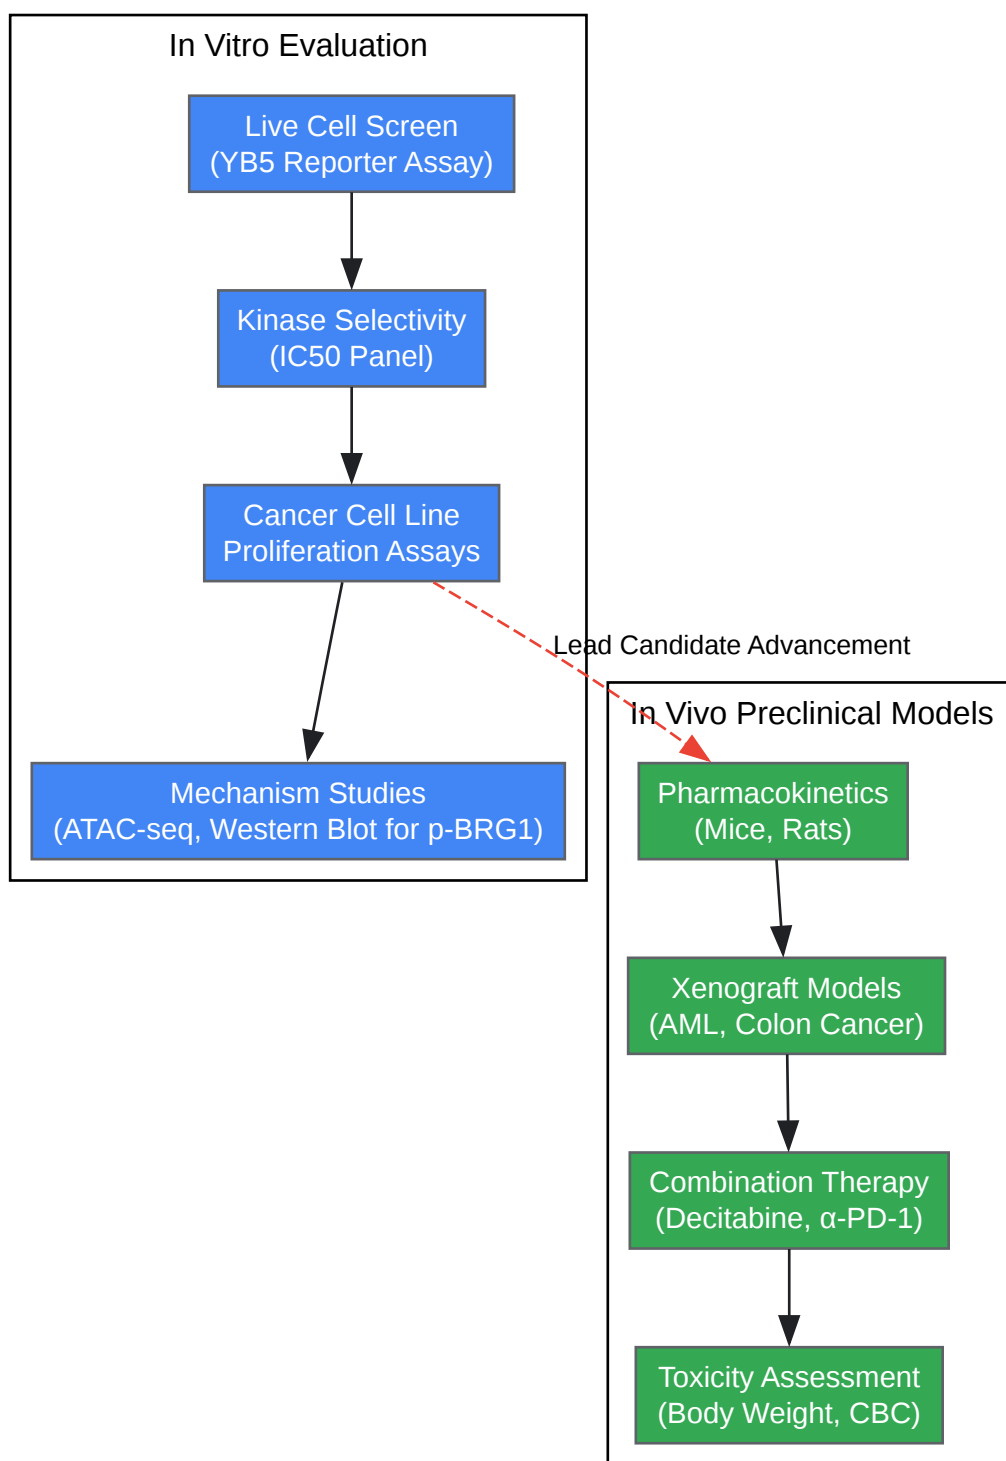 In Vitro Evaluation
Live Cell Screen
(YB5 Reporter Assay)
Kinase Selectivity
(IC50 Panel)
Cancer Cell Line
Proliferation Assays
Lead Candidate Advancement
Mechanism Studies
(ATAC-seq, Western Blot for p-BRG1)
In Vivo Preclinical Models
Pharmacokinetics
(Mice, Rats)
Xenograft Models
(AML, Colon Cancer)
Combination Therapy
(Decitabine, α-PD-1)
Toxicity Assessment
(Body Weight, CBC)